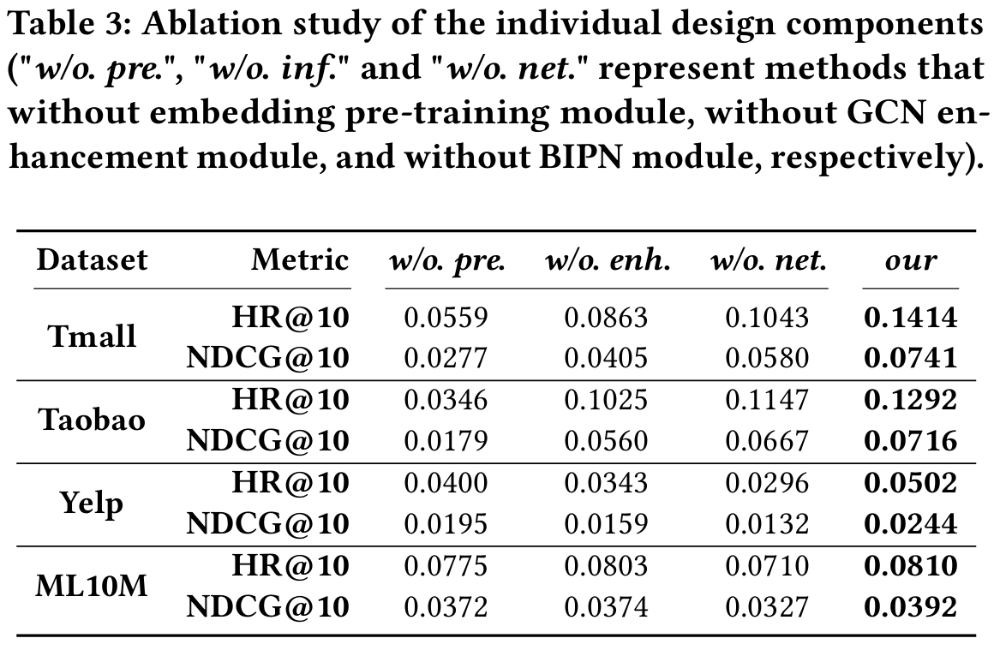 Table 3: Ablation study of the individual design components
("w/o. pre.", "w/o. inf." and "w/o. net." represent methods that
without embedding pre-training module, without GCN en-
hancement module, and without BIPN module, respectively).
Dataset Metric w/o. pre. w/o. enh. w/o. net. our
Tmall HR@10 0.0559 0.0863 0.1043 0.1414
NDCG@10 0.0277 0.0405 0.0580 0.0741
Taobao HR@10 0.0346 0.1025 0.1147 0.1292
NDCG@10 0.0179 0.0560 0.0667 0.0716
Yelp HR@10 0.0400 0.0343 0.0296 0.0502
NDCG@10 0.0195 0.0159 0.0132 0.0244
ML10M HR@10 0.0775 0.0803 0.0710 0.0810
NDCG@10 0.0372 0.0374 0.0327 0.0392